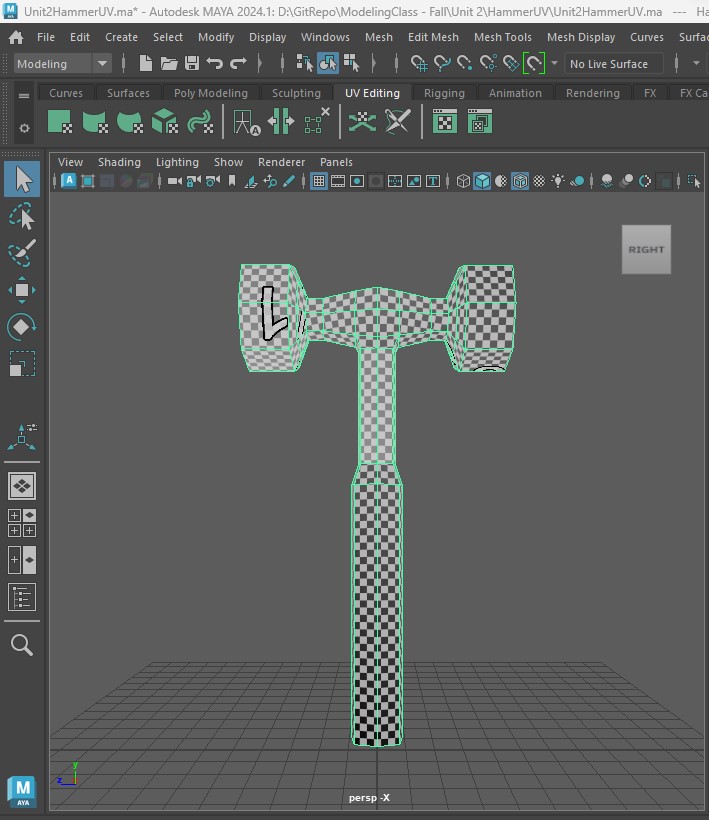 M Unit2HammerUV.ma* - Autodesk MAYA 2024.1: D:\GitRepo\ModelingClass - Fall\Unit 2\HammerUV\Unit2HammerUV.ma --- Ha
File Edit Create Select Modify Display Windows Mesh Edit Mesh Mesh Tools Mesh Display Curves Surfac
Modeling No Live Surface
Curves Surfaces Poly Modeling Sculpting UV Editing Rigging Animation Rendering FX FX Ca
View Shading Lighting Show Renderer Panels
RIGHT
1
y
z
persp -X
M
AYA